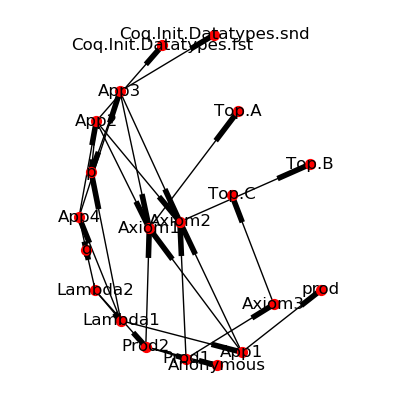 Coq.Init.Datatypes.snd
Coq.Init.Datatypes.fst
App3
Top.A
App2
Top.B
p
Top.C
App4
Axiom1
Axiom2
Lambda2
prod
Axiom3
Lambda1
Prod2
App1
Prod1
Anonymous